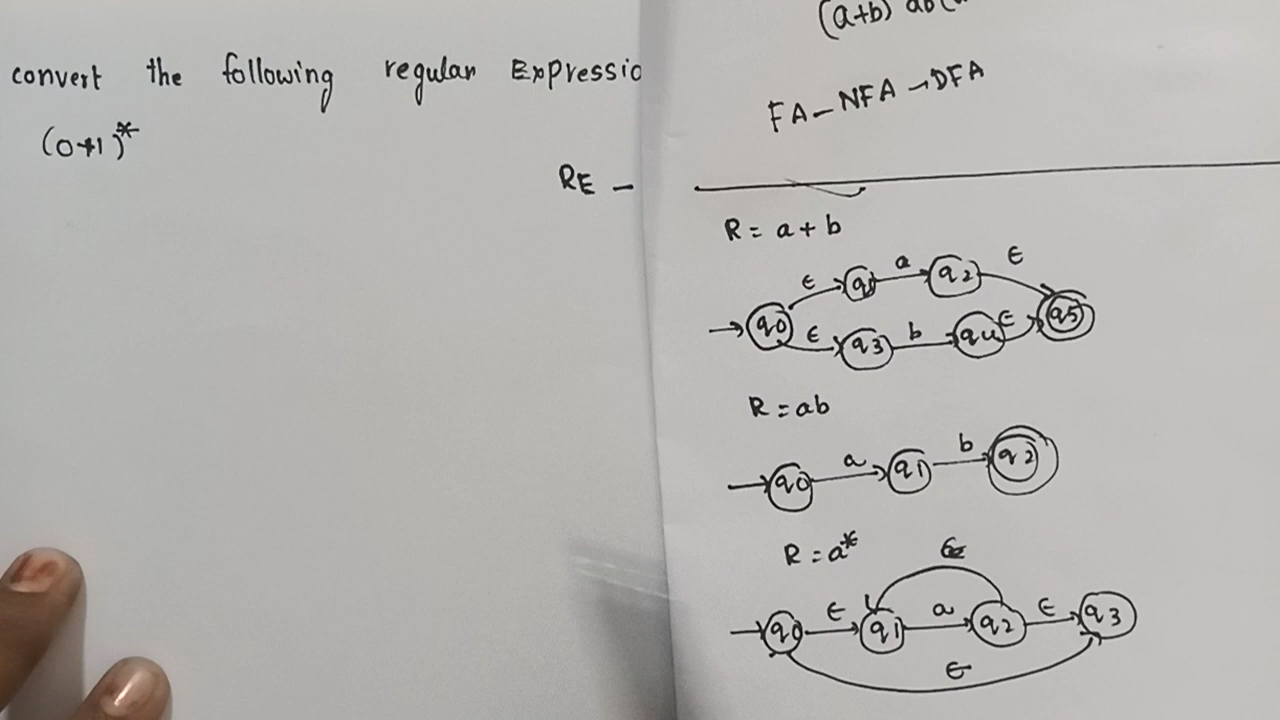 convert the following regular Expressio
(0+1)*
RE -
(a+b) ab(
FA - NFA → DFA
R = a + b
ε a ε
q0 q1 q2 q5
ε b ε
q3 q4
R = ab
a b
q0 q1 q2
R = a*
ε
ε a ε
q0 q1 q2 q3
ε